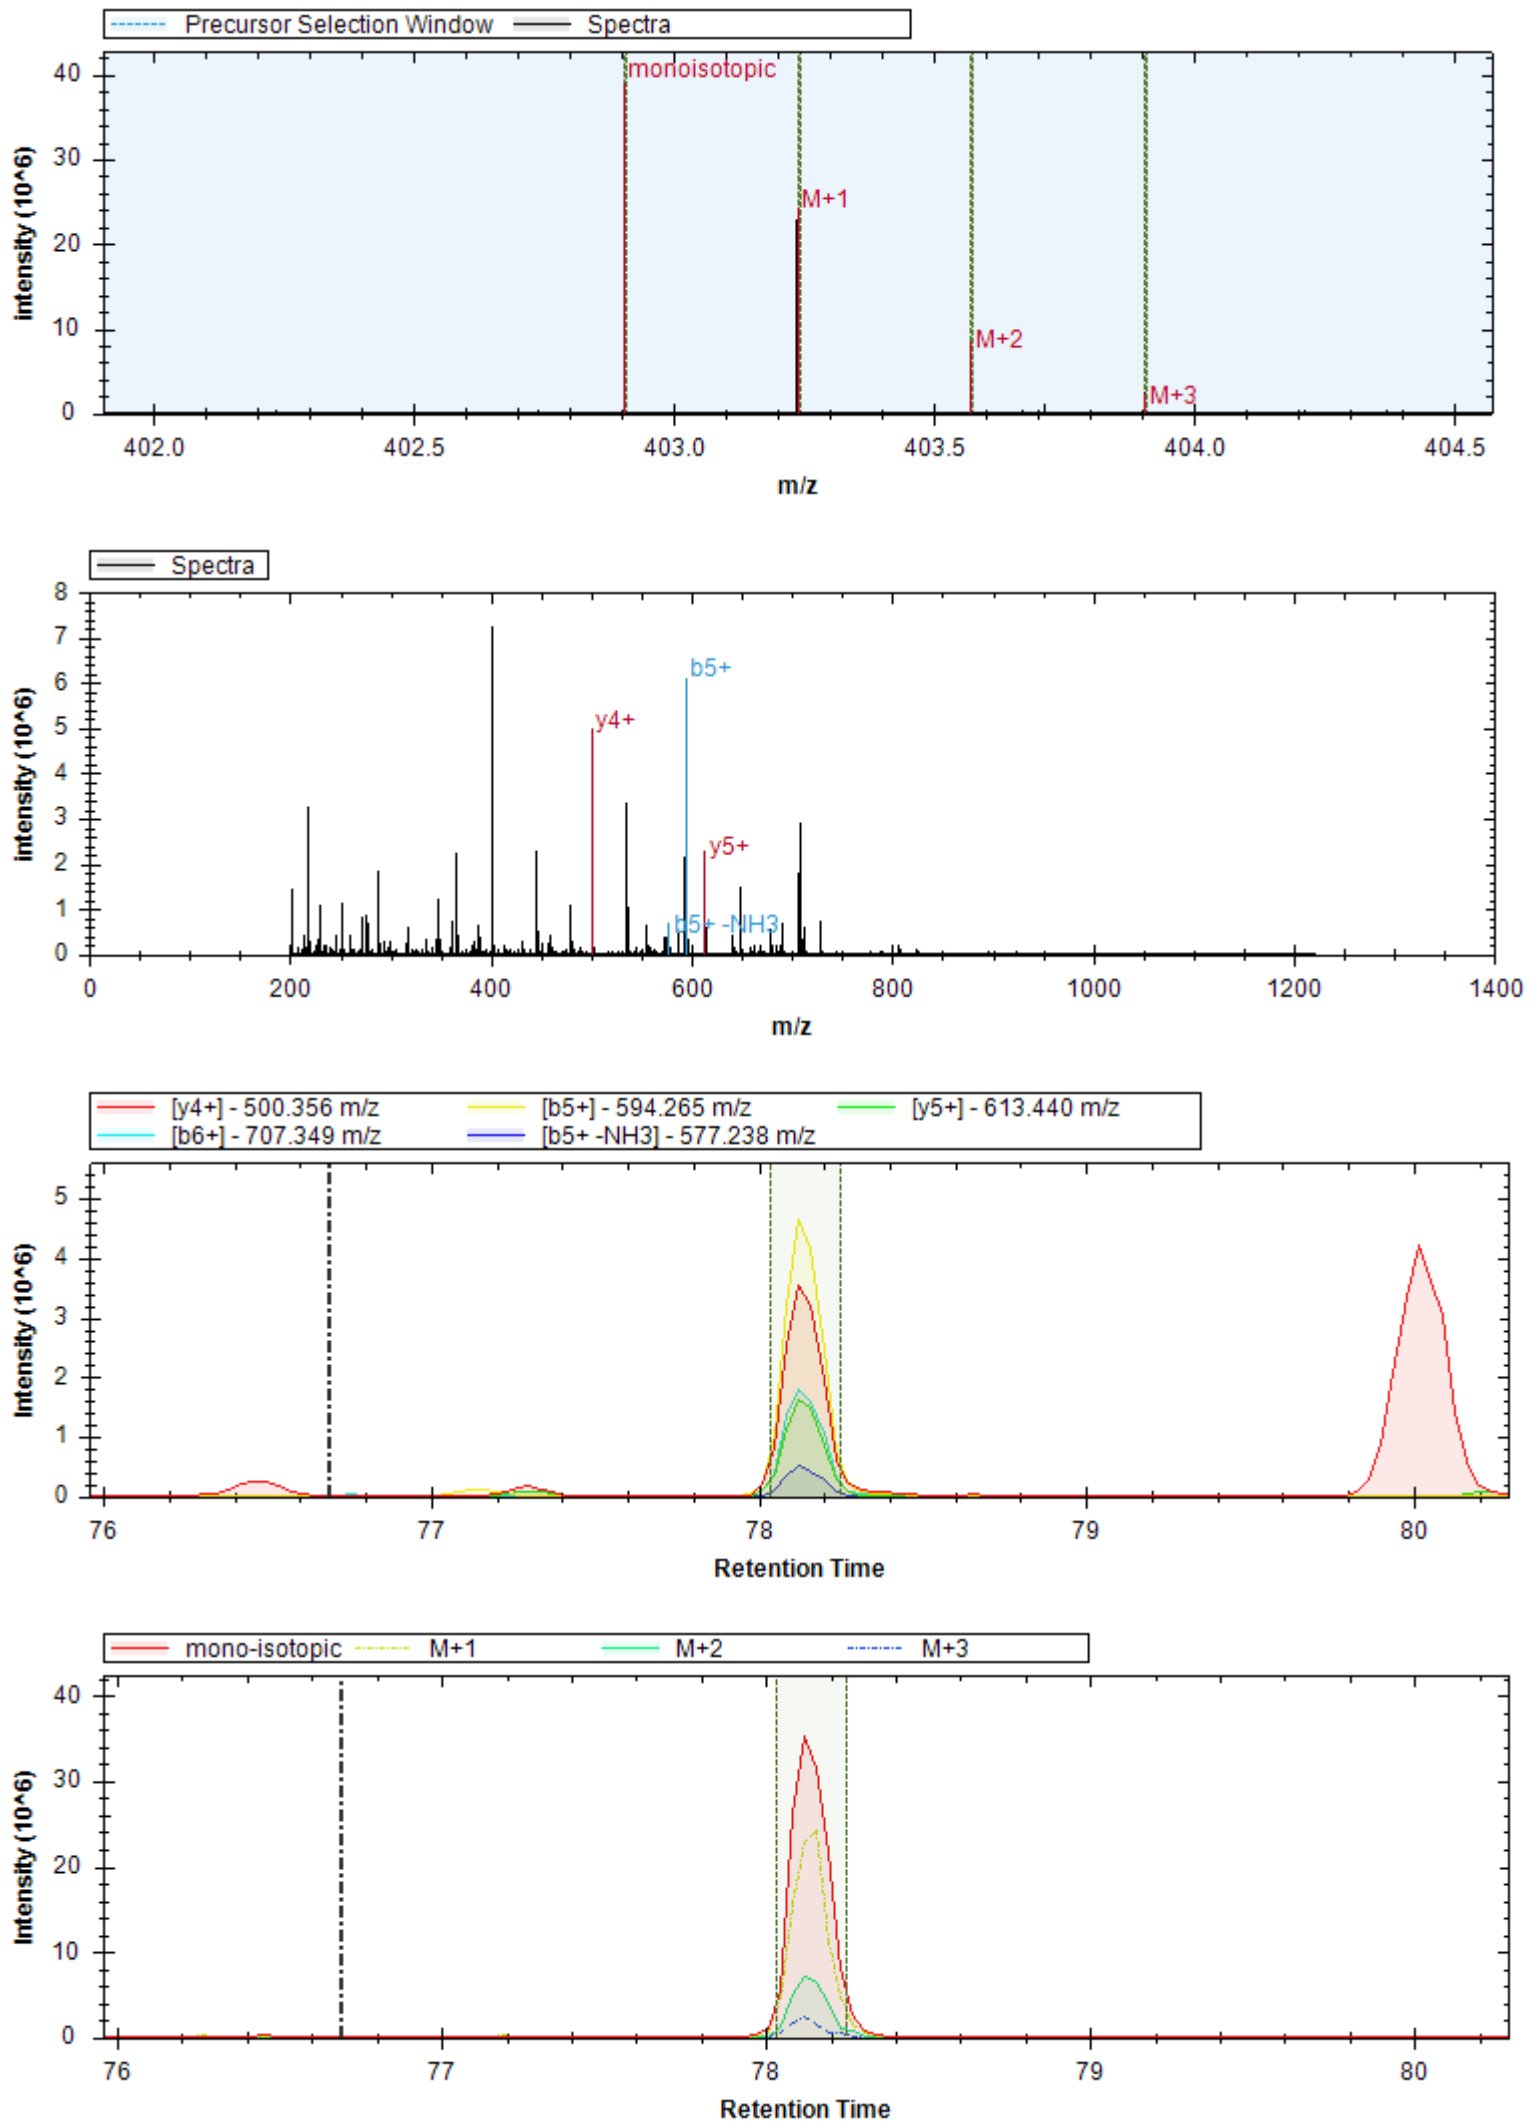 Precursor Selection Window Spectra
intensity (10^6)
40
30
20
10
0
monoisotopic
M+1
M+2
M+3
402.0 402.5 403.0 403.5 404.0 404.5
m/z
Spectra
intensity (10^6)
8
7
6
5
4
3
2
1
0
b5+
y4+
y5+
b5+ -NH3
0 200 400 600 800 1000 1200 1400
m/z
[y4+] - 500.356 m/z [b5+] - 594.265 m/z [y5+] - 613.440 m/z
[b6+] - 707.349 m/z [b5+ -NH3] - 577.238 m/z
Intensity (10^6)
5
4
3
2
1
0
76 77 78 79 80
Retention Time
mono-isotopic M+1 M+2 M+3
Intensity (10^6)
40
30
20
10
0
76 77 78 79 80
Retention Time